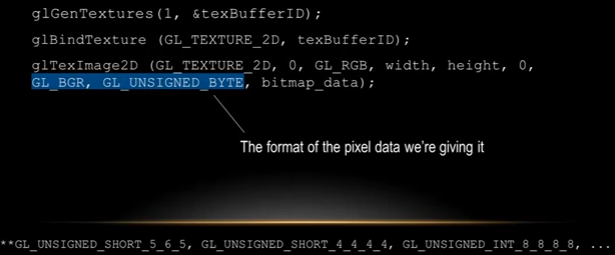 glGenTextures(1, &texBufferID);
glBindTexture (GL_TEXTURE_2D, texBufferID);
glTexImage2D (GL_TEXTURE_2D, 0, GL_RGB, width, height, 0,
GL_BGR, GL_UNSIGNED_BYTE, bitmap_data);
The format of the pixel data we're giving it
**GL_UNSIGNED_SHORT_5_6_5, GL_UNSIGNED_SHORT_4_4_4_4, GL_UNSIGNED_INT_8_8_8_8, ...